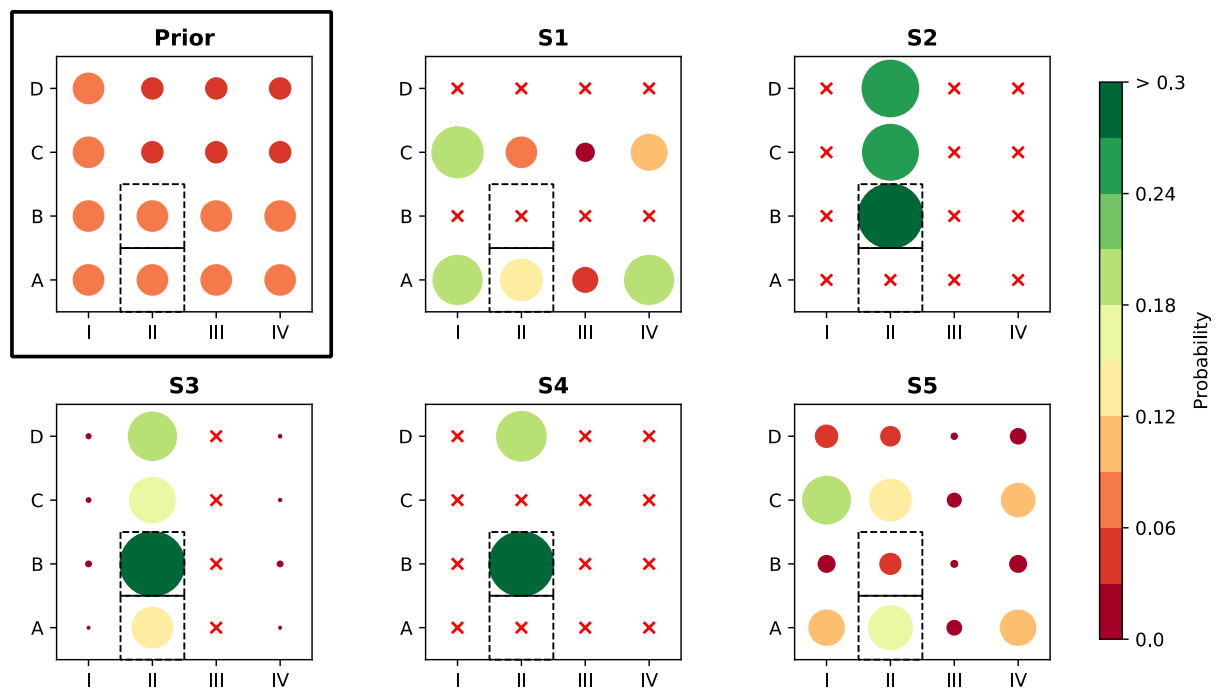 Prior
D
C
B
A
I II III IV
S1
D
C
B
A
I II III IV
S2
D
C
B
A
I II III IV
S3
D
C
B
A
I II III IV
S4
D
C
B
A
I II III IV
S5
D
C
B
A
I II III IV
> 0.3
0.24
0.18
0.12
0.06
0.0
Probability